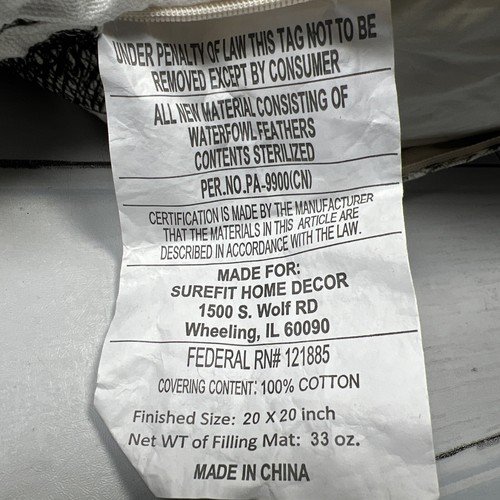 UNDER PENALTY OF LAW THIS TAG NOT TO BE
REMOVED EXCEPT BY CONSUMER
ALL NEW MATERIAL CONSISTING OF
WATERFOWL FEATHERS
CONTENTS STERILIZED
PER.NO.PA-9900(CN)
CERTIFICATION IS MADE BY THE MANUFACTURER
THAT THE MATERIALS IN THIS ARTICLE ARE
DESCRIBED IN ACCORDANCE WITH THE LAW.
MADE FOR:
SUREFIT HOME DECOR
1500 S. Wolf RD
Wheeling, IL 60090
FEDERAL RN# 121885
COVERING CONTENT: 100% COTTON
Finished Size: 20 X 20 inch
Net WT of Filling Mat: 33 oz.
MADE IN CHINA